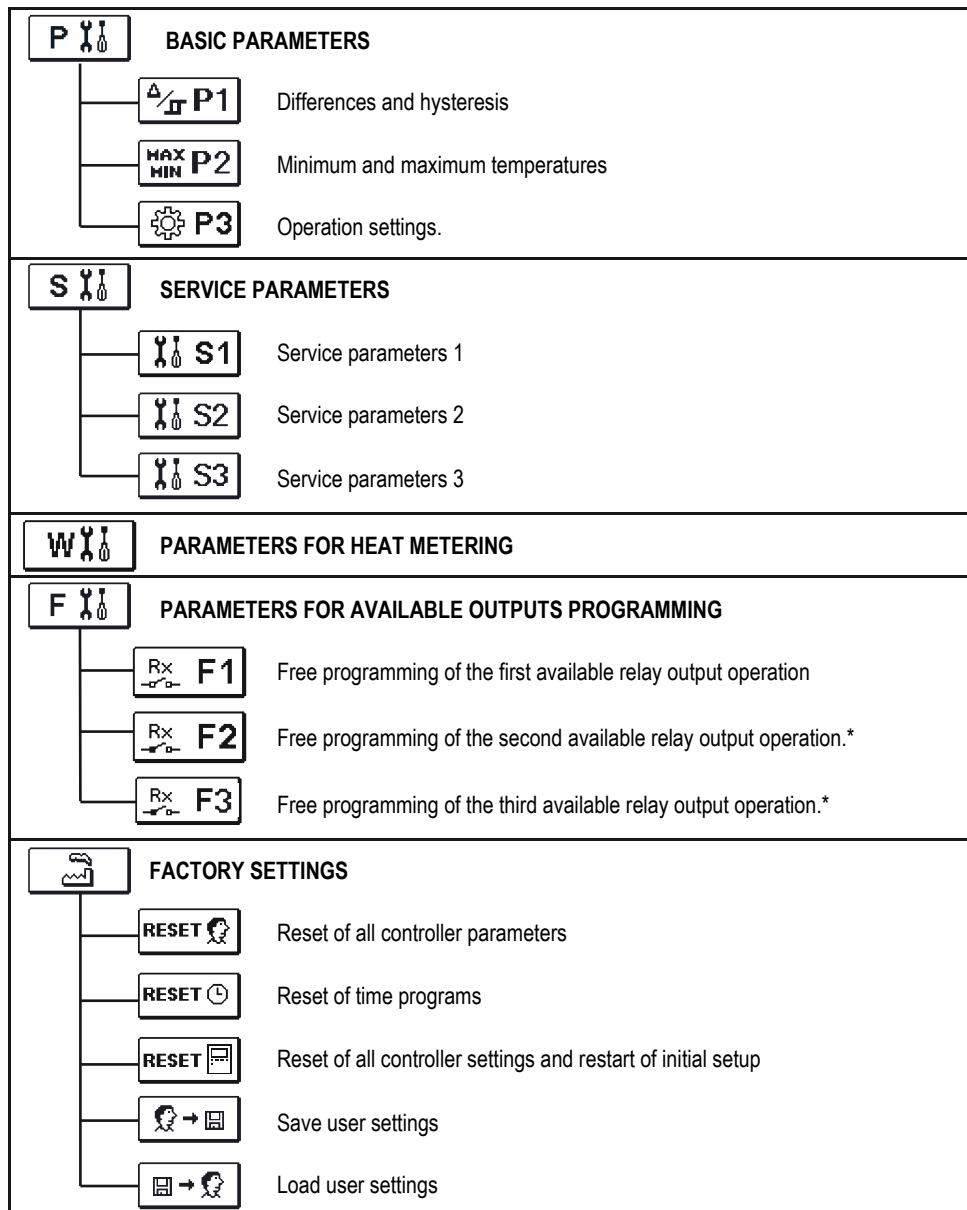 P BASIC PARAMETERS
P1 Differences and hysteresis
MAX MIN P2 Minimum and maximum temperatures
P3 Operation settings.
S SERVICE PARAMETERS
S1 Service parameters 1
S2 Service parameters 2
S3 Service parameters 3
W PARAMETERS FOR HEAT METERING
F PARAMETERS FOR AVAILABLE OUTPUTS PROGRAMMING
Rx F1 Free programming of the first available relay output operation
Rx F2 Free programming of the second available relay output operation.*
Rx F3 Free programming of the third available relay output operation.*
FACTORY SETTINGS
RESET Reset of all controller parameters
RESET Reset of time programs
RESET Reset of all controller settings and restart of initial setup
Save user settings
Load user settings